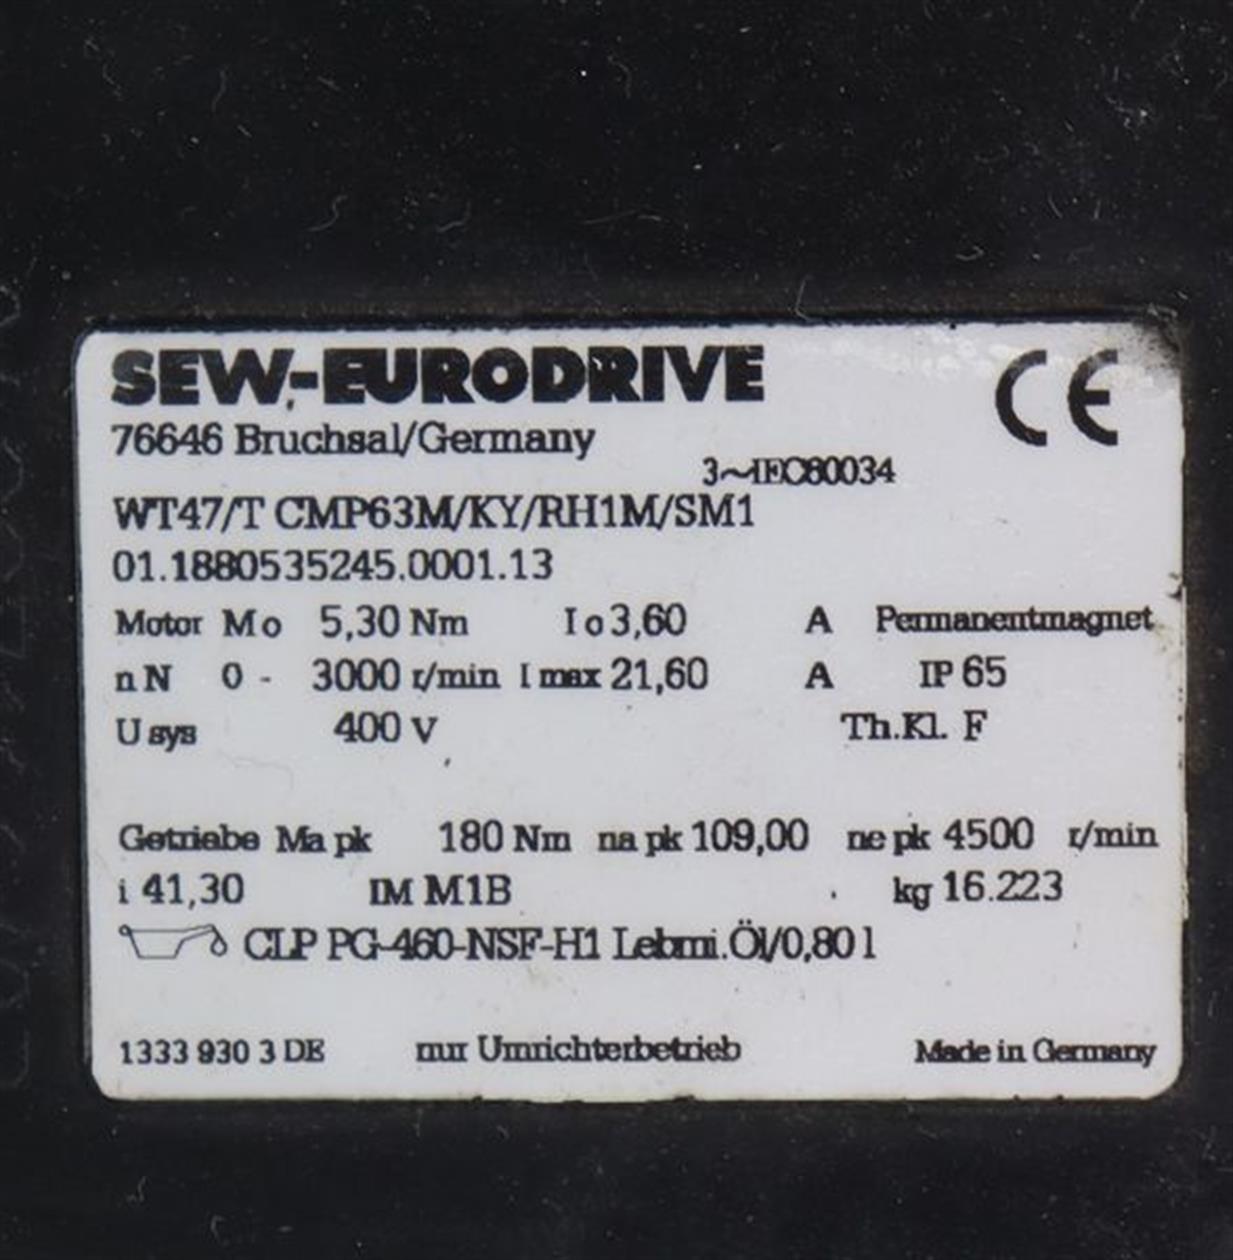 SEW-EURODRIVE CE
76646 Bruchsal/Germany
3~IEC60034
WT47/T CMP63M/KY/RH1M/SM1
01.1880535245.0001.13
Motor Mo 5,30 Nm Io 3,60 A Permanentmagnet
nN 0 - 3000 r/min I max 21,60 A IP 65
U sys 400 V Th.Kl. F
Getriebe Ma pk 180 Nm na pk 109,00 ne pk 4500 r/min
i 41,30 IM M1B kg 16.223
CLP PG-460-NSF-H1 Lebmi.Öl/0,80 l
1333 930 3 DE nur Umrichterbetrieb Made in Germany